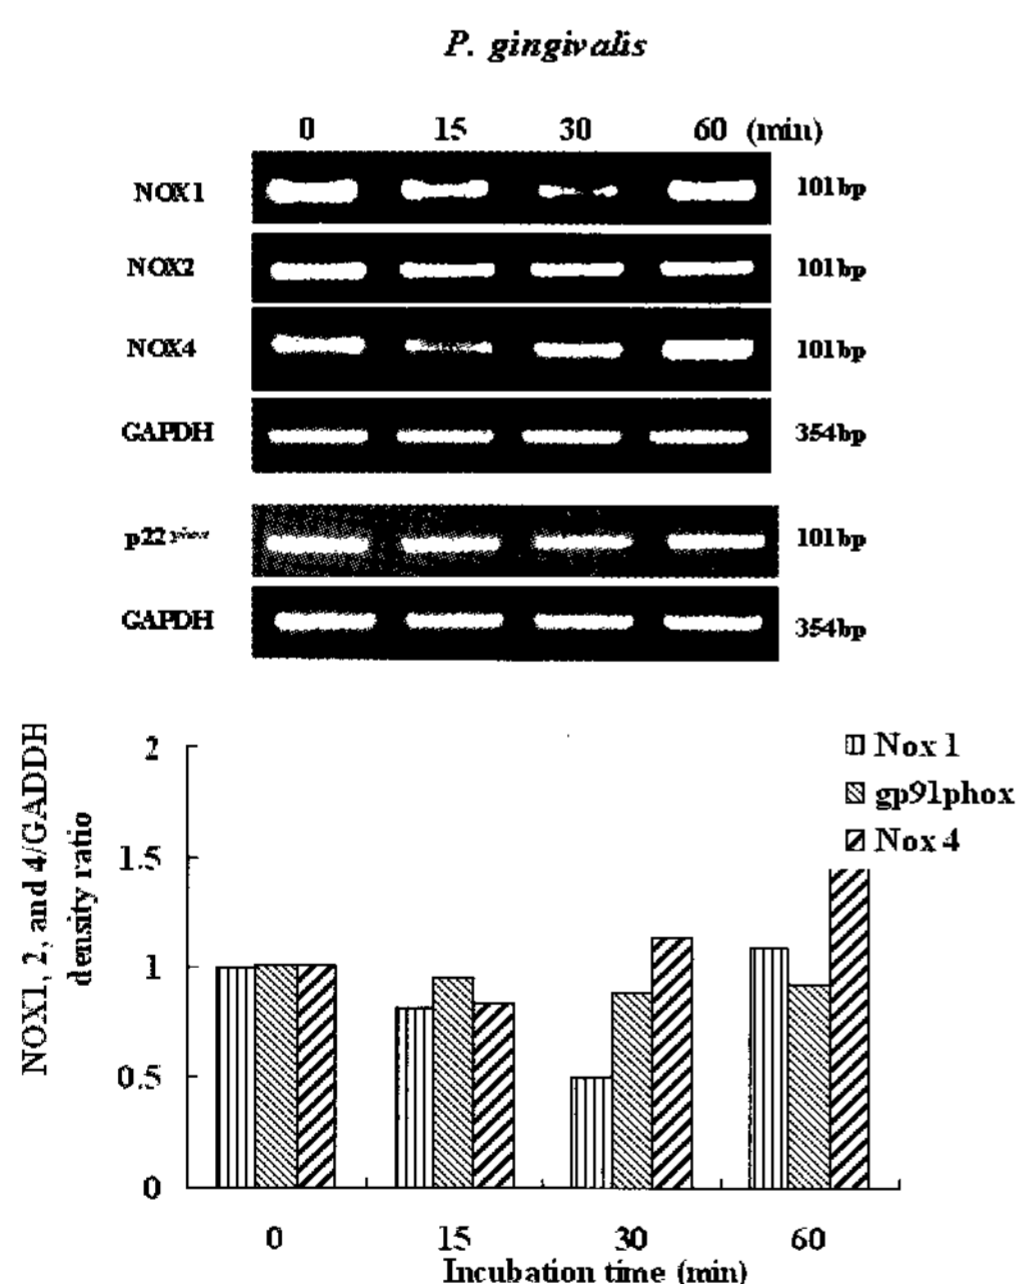 P. gingivalis
0 15 30 60 (min)
NOX1 101bp
NOX2 101bp
NOX4 101bp
GAPDH 354bp
p22phox 101bp
GAPDH 354bp
NOX1, 2, and 4/GADDH
density ratio
2
1.5
1
0.5
0
Nox 1
gp91phox
Nox 4
0 15 30 60
Incubation time (min)